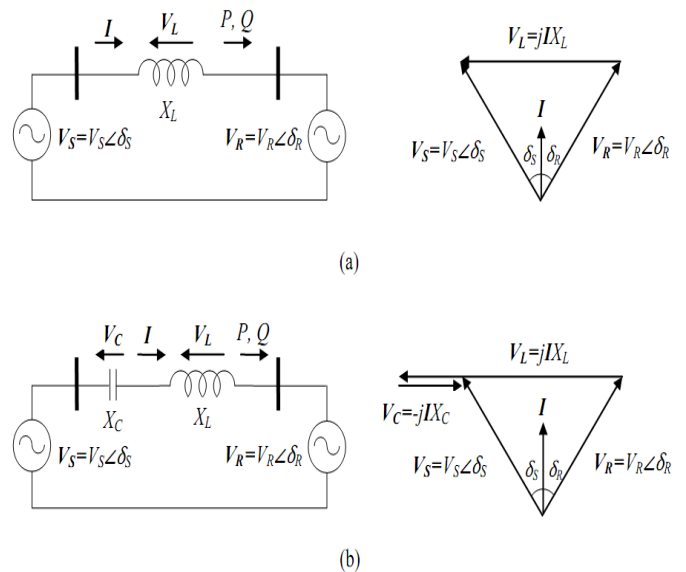 I
V_L
P, Q
X_L
V_S=V_S∠δ_S
V_R=V_R∠δ_R
V_L=jIX_L
I
V_S=V_S∠δ_S
δ_S
δ_R
V_R=V_R∠δ_R
(a)
V_C
I
V_L
P, Q
X_C
X_L
V_S=V_S∠δ_S
V_R=V_R∠δ_R
V_L=jIX_L
V_C=-jIX_C
I
V_S=V_S∠δ_S
δ_S
δ_R
V_R=V_R∠δ_R
(b)